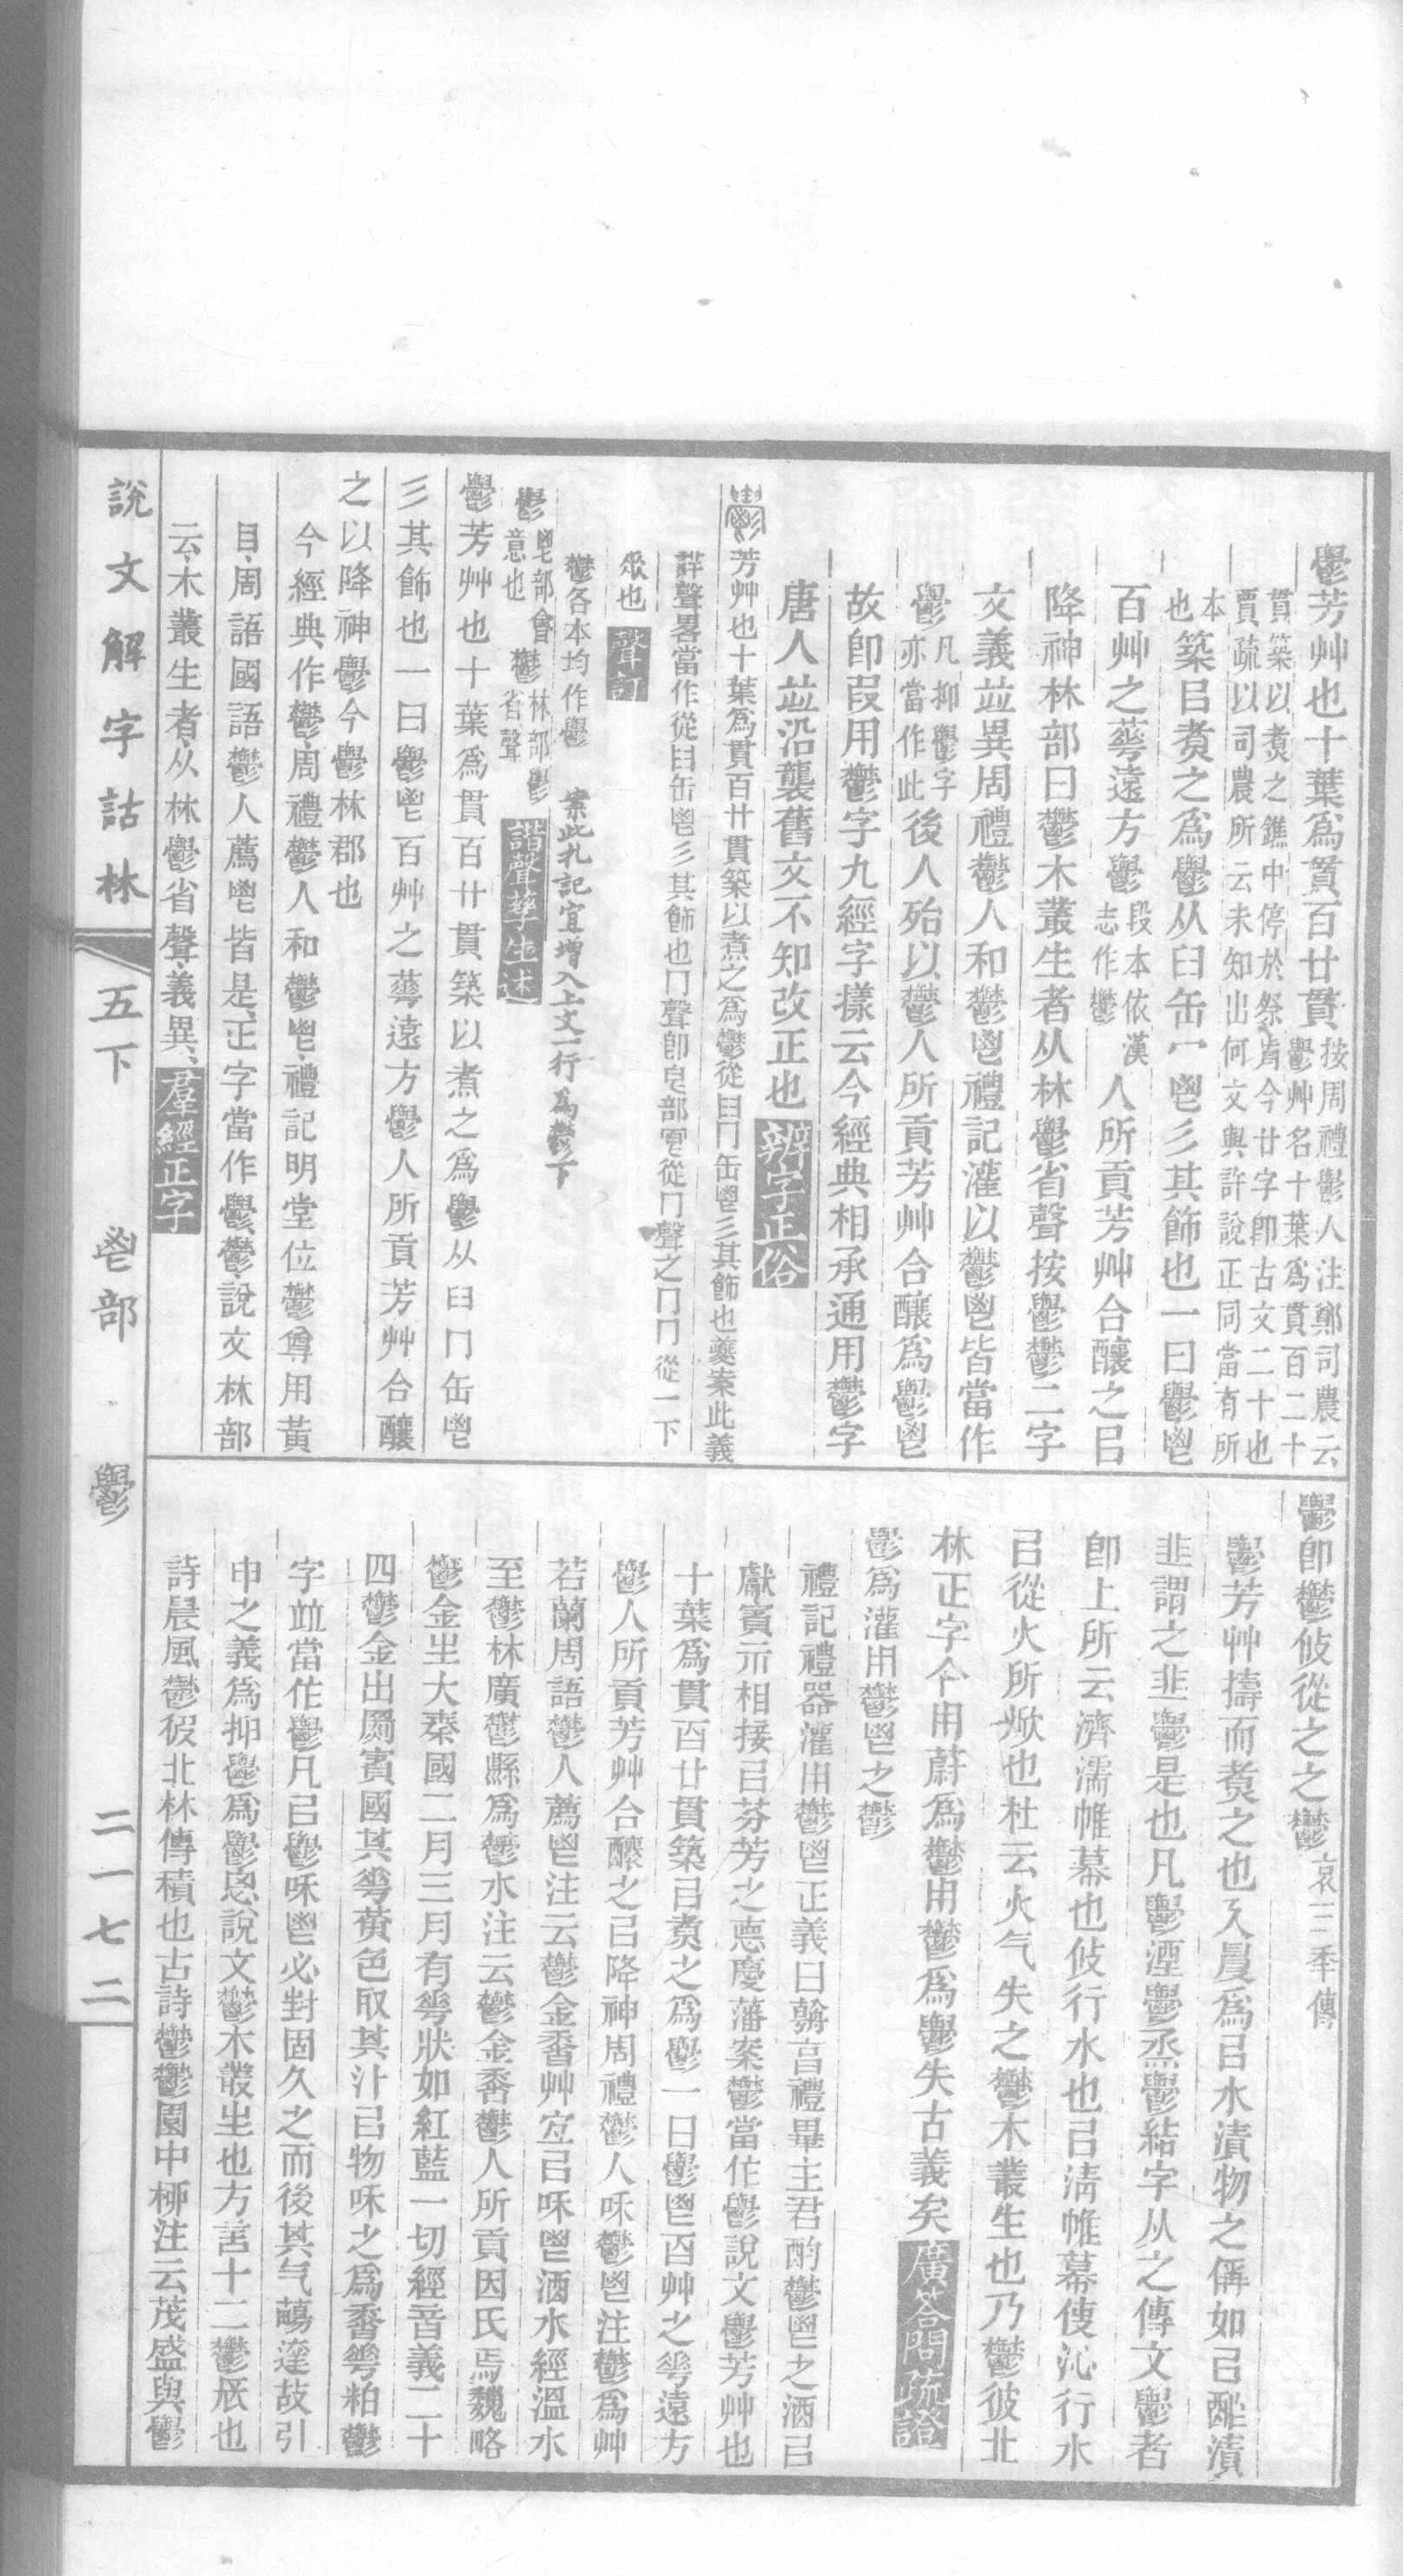 鬱芳艸也十葉爲貫百廿貫按周禮鬱人注鄭司農云鬱艸名十葉爲貫百二十
貫築以煮之鐎中停於祭前今廿字卽古文二十也賈疏以司農所云未知出何文與許說正同當有所
本也築㠯煑之爲鬱从臼缶冖鬯彡其飾也一曰鬱鬯
百艸之蕚遠方鬱段本依漢志作鬱人所貢芳艸合釀之㠯
降神林部曰鬱木叢生者从林鬱省聲按鬱鬱二字
文義竝異周禮鬱人和鬱鬯禮記灌以鬱鬯皆當作
鬱凡抑鬱字亦當作此後人殆以鬱人所貢芳艸合釀爲鬱鬯
故卽叚用鬱字九經字樣云今經典相承通用鬱字
唐人竝沿襲舊文不知改正也辨字正俗
芳艸也十葉爲貫百廿貫築以煮之爲鬱從臼冂缶鬯彡其飾也夔案此義
詳聲畧當作從臼缶鬯彡其飾也冂聲卽皀部冟從冂聲之冂冂從一下
𠂹也聲訂
鬱各本均作鬱 案此札記宜增入上文一行爲鬱下
鬱鬯部會意也鬱林部鬱省聲諧聲孳生述
鬱芳艸也十葉爲貫百廿貫築以煮之爲鬱从臼冂缶鬯
彡其飾也一曰鬱鬯百艸之蕚遠方鬱人所貢芳艸合釀
之以降神鬱今鬱林郡也
今經典作鬱周禮鬱人和鬱鬯禮記明堂位鬱尊用黃
目周語國語鬱人薦鬯皆是正字當作鬱鬱說文林部
云木叢生者从林鬱省聲義異羣經正字
鬱卽鬱攸從之之鬱哀三年傳
鬱芳艸擣而煑之也又㬅爲㠯水漬物之偁如㠯醯漬
韭謂之韭鬱是也凡鬱湮鬱烝鬱結字从之傳文鬱者
卽上所云濟濡帷幕也攸行水也㠯淸帷幕使沁行水
㠯從火所焮也杜云火气失之鬱木叢生也乃鬱彼北
林正字今用蔚爲鬱用鬱爲鬱失古義矣廣答問疏證
鬱爲灌用鬱鬯之鬱
禮記禮器灌用鬱鬯正義曰䎐亯禮畢主君酌鬱鬯之酒㠯
獻賓示相接㠯芬芳之悳慶藩案鬱當作鬱說文鬱芳艸也
十葉爲貫百廿貫築㠯煑之爲鬱一曰鬱鬯百艸之蕚遠方
鬱人所貢芳艸合釀之㠯降神周禮鬱人咊鬱鬯注鬱爲艸
若蘭周語鬱人薦鬯注云鬱金香艸宜㠯咊鬯酒水經溫水
至鬱林廣鬱縣爲鬱水注云鬱金香鬱人所貢因氏焉魏略
鬱金生大秦國二月三月有蕚狀如紅藍一切經音義二十
四鬱金出罽賓國其蕚黃色取其汁㠯物咊之爲香蕚粕鬱
字竝當作鬱凡㠯鬱咊鬯必封固久之而後其气鬯達故引
申之義爲抑鬱爲鬱怨說文鬱木叢生也方言十二鬱㞃也
詩晨風鬱彼北林傳積也古詩鬱鬱園中柳注云茂盛與鬱
說文解字詁林 五下 鬯部 鬱 二一七二